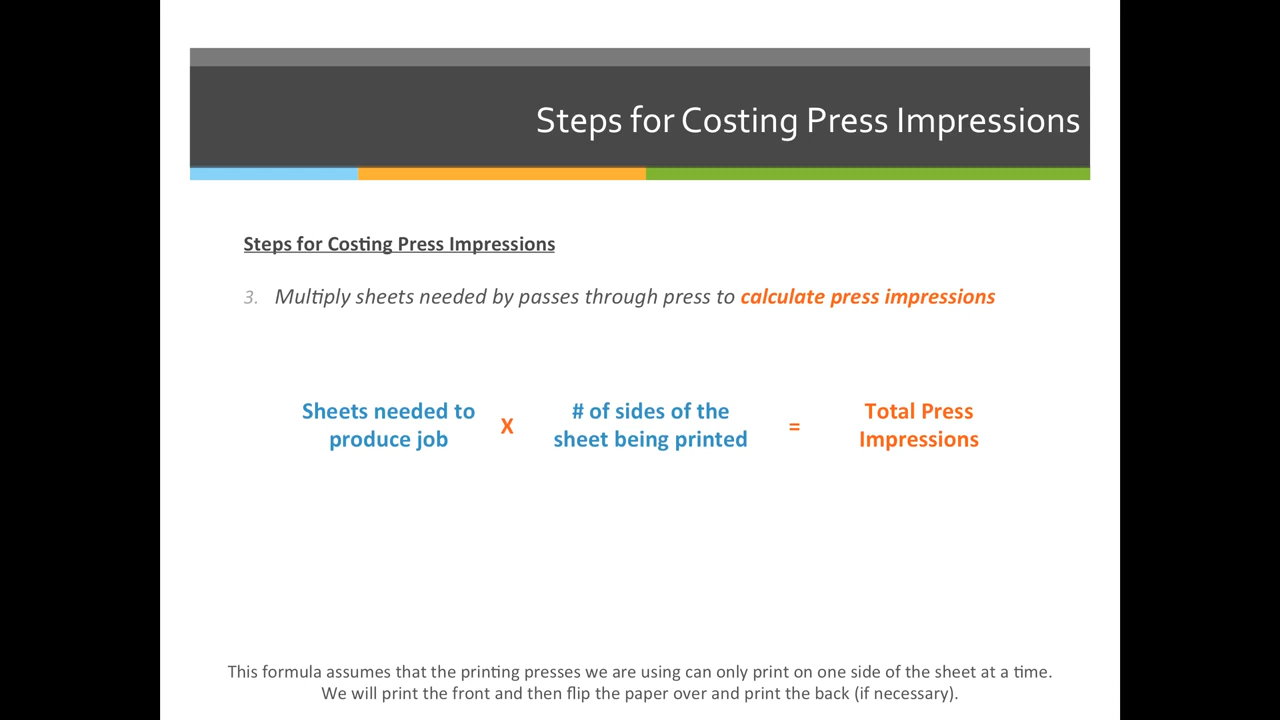 Steps for Costing Press Impressions
Steps for Costing Press Impressions
3. Multiply sheets needed by passes through press to calculate press impressions
Sheets needed to produce job X # of sides of the sheet being printed = Total Press Impressions
This formula assumes that the printing presses we are using can only print on one side of the sheet at a time.
We will print the front and then flip the paper over and print the back (if necessary).